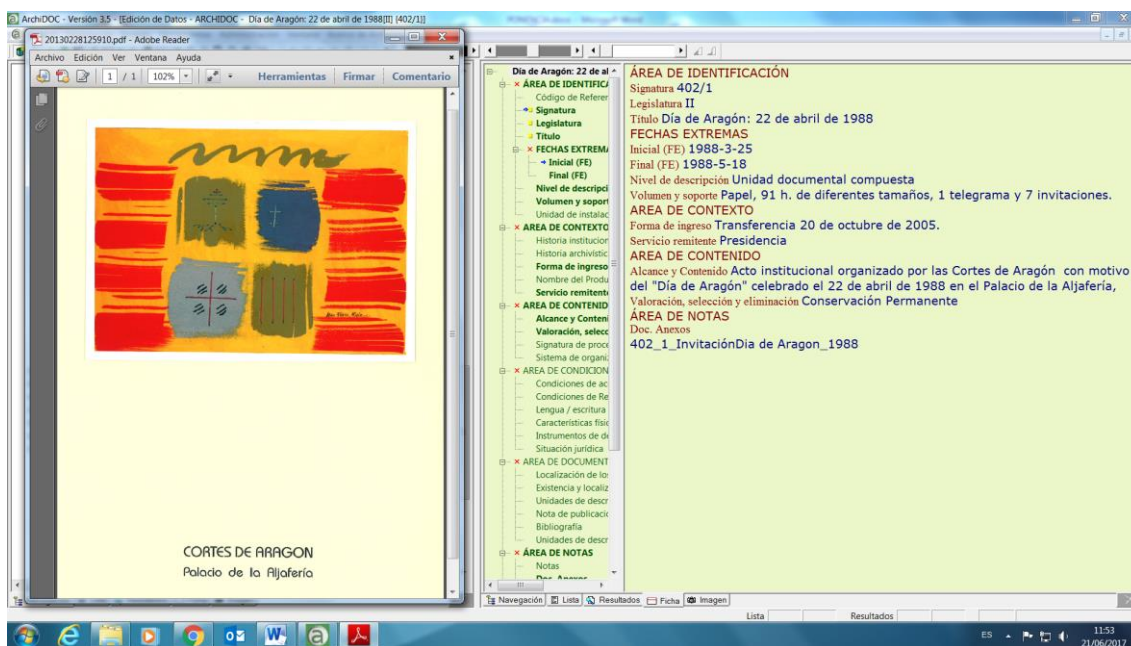 ArchiDOC - Versión 3.5 - [Edición de Datos - ARCHIDOC - Día de Aragón: 22 de abril de 1988[II] (402/1)]
20130228125910.pdf - Adobe Reader
Archivo Edición Ver Ventana Ayuda
1 / 1 102% Herramientas Firmar Comentario
CORTES DE ARAGON
Palacio de la Aljafería
Día de Aragón: 22 de al
ÁREA DE IDENTIFICA
Código de Referen
Signatura
Legislatura
Título
FECHAS EXTREMA
Inicial (FE)
Final (FE)
Nivel de descripci
Volumen y soport
Unidad de instalac
AREA DE CONTEXTO
Historia institucior
Historia archivístic
Forma de ingreso
Nombre del Produ
Servicio remitente
AREA DE CONTENID
Alcance y Conteni
Valoración, selecc
Signatura de proce
Sistema de organi
AREA DE CONDICION
Condiciones de ac
Condiciones de Re
Lengua / escritura
Características físic
Instrumentos de de
Situación jurídica
AREA DE DOCUMENT
Localización de los
Existencia y localiz
Unidades de descr
Nota de publicació
Bibliografía
Unidades de descr
ÁREA DE NOTAS
Notas
Doc. Anexos
ÁREA DE IDENTIFICACIÓN
Signatura 402/1
Legislatura II
Título Día de Aragón: 22 de abril de 1988
FECHAS EXTREMAS
Inicial (FE) 1988-3-25
Final (FE) 1988-5-18
Nivel de descripción Unidad documental compuesta
Volumen y soporte Papel, 91 h. de diferentes tamaños, 1 telegrama y 7 invitaciones.
AREA DE CONTEXTO
Forma de ingreso Transferencia 20 de octubre de 2005.
Servicio remitente Presidencia
AREA DE CONTENIDO
Alcance y Contenido Acto institucional organizado por las Cortes de Aragón con motivo
del "Día de Aragón" celebrado el 22 de abril de 1988 en el Palacio de la Aljafería,
Valoración, selección y eliminación Conservación Permanente
ÁREA DE NOTAS
Doc. Anexos
402_1_InvitaciónDia de Aragon_1988
Navegación Lista Resultados Ficha Imagen
Lista Resultados
ES 11:53
21/06/2017